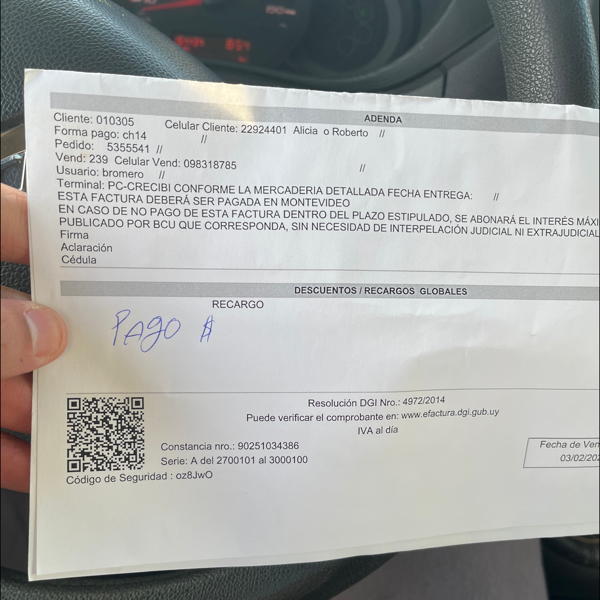 ADENDA
Cliente: 010305 Celular Cliente: 22924401 Alicia o Roberto //
Forma pago: ch14 //
Pedido: 5355541 //
Vend: 239 Celular Vend: 098318785 //
Usuario: bromero //
Terminal: PC-CRECIBI CONFORME LA MERCADERIA DETALLADA FECHA ENTREGA: //
ESTA FACTURA DEBERÁ SER PAGADA EN MONTEVIDEO
EN CASO DE NO PAGO DE ESTA FACTURA DENTRO DEL PLAZO ESTIPULADO, SE ABONARÁ EL INTERÉS MÁXI
PUBLICADO POR BCU QUE CORRESPONDA, SIN NECESIDAD DE INTERPELACIÓN JUDICIAL NI EXTRAJUDICIAL
Firma
Aclaración
Cédula
DESCUENTOS / RECARGOS GLOBALES
RECARGO
PAGO $
Resolución DGI Nro.: 4972/2014
Puede verificar el comprobante en: www.efactura.dgi.gub.uy
IVA al día
Constancia nro.: 90251034386
Serie: A del 2700101 al 3000100
Código de Seguridad : oz8JwO
Fecha de Ven
03/02/202